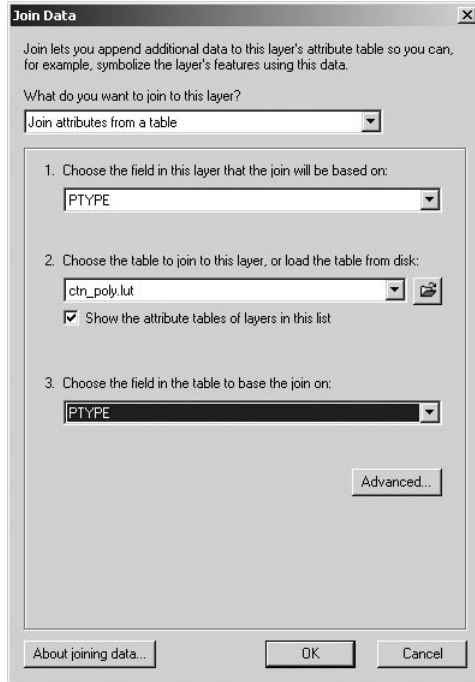 Join Data
Join lets you append additional data to this layer's attribute table so you can,
for example, symbolize the layer's features using this data.
What do you want to join to this layer?
Join attributes from a table
1. Choose the field in this layer that the join will be based on:
PTYPE
2. Choose the table to join to this layer, or load the table from disk:
ctn_poly.lut
Show the attribute tables of layers in this list
3. Choose the field in the table to base the join on:
PTYPE
Advanced...
About joining data... OK Cancel